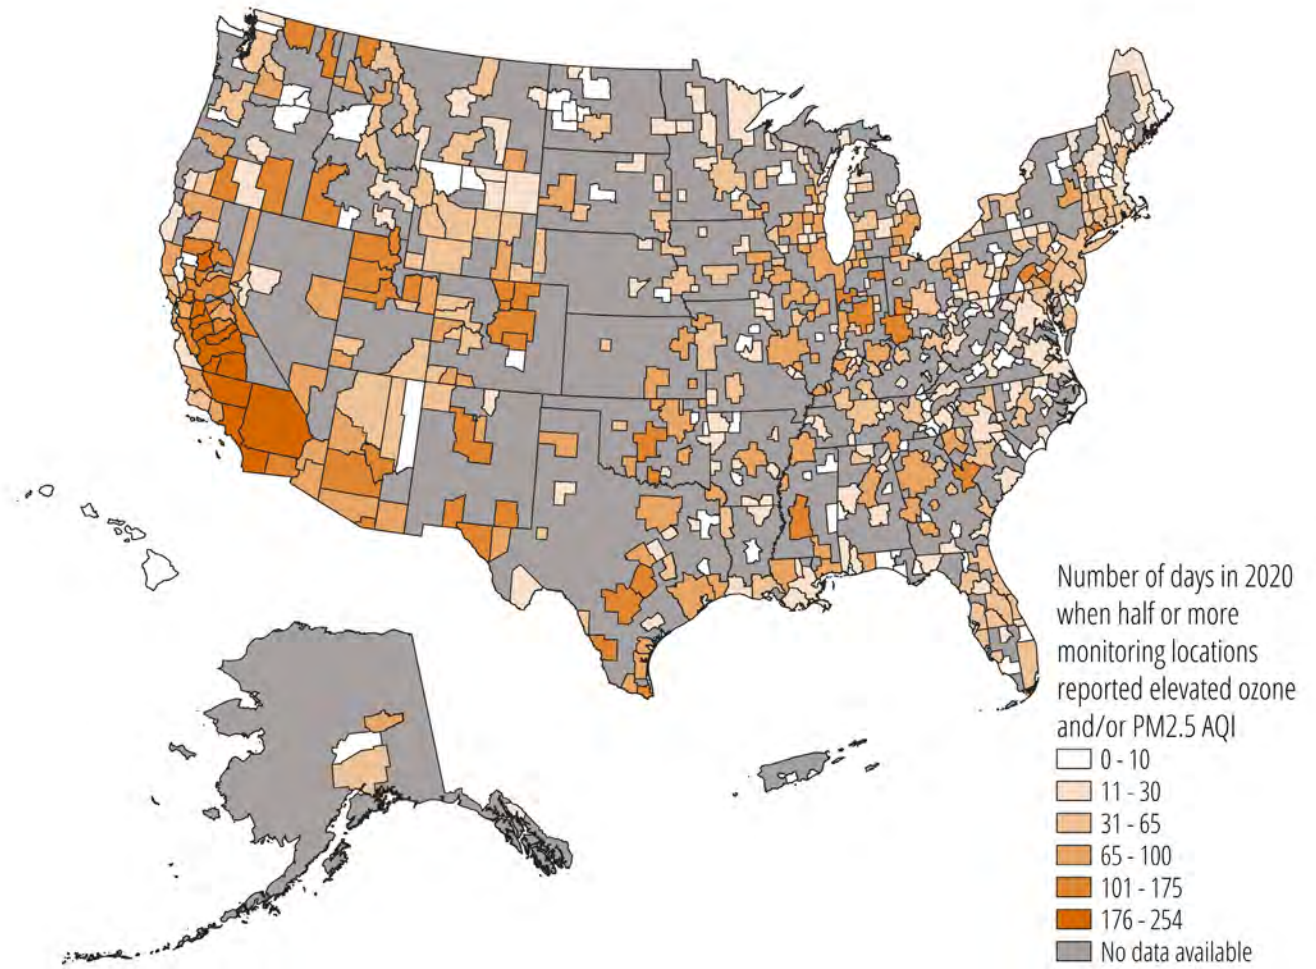 Number of days in 2020
when half or more
monitoring locations
reported elevated ozone
and/or PM2.5 AQI
0 - 10
11 - 30
31 - 65
65 - 100
101 - 175
176 - 254
No data available